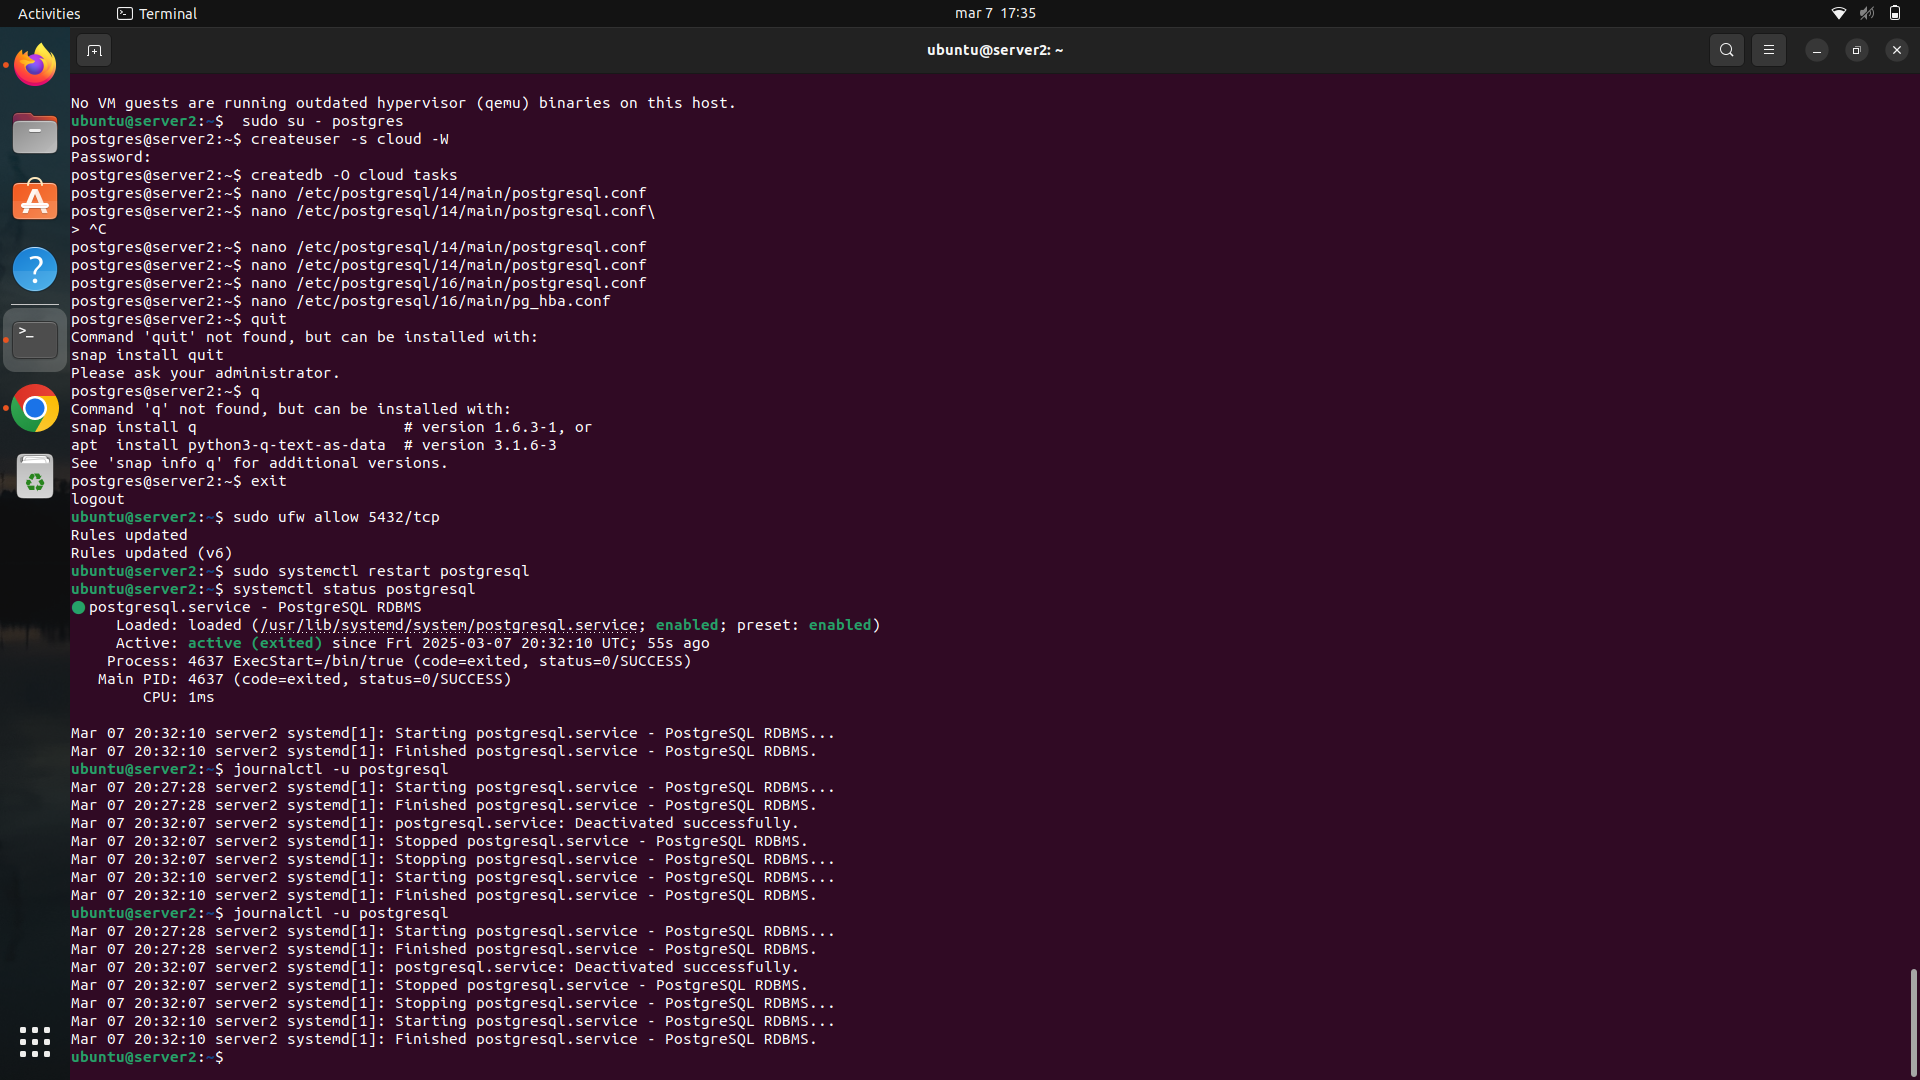 Activities
Terminal
mar 7 17:35
ubuntu@server2: ~
No VM guests are running outdated hypervisor (qemu) binaries on this host.
ubuntu@server2:~$  sudo su - postgres
postgres@server2:~$ createuser -s cloud -W
Password:
postgres@server2:~$ createdb -O cloud tasks
postgres@server2:~$ nano /etc/postgresql/14/main/postgresql.conf
postgres@server2:~$ nano /etc/postgresql/14/main/postgresql.conf\
> ^C
postgres@server2:~$ nano /etc/postgresql/14/main/postgresql.conf
postgres@server2:~$ nano /etc/postgresql/14/main/postgresql.conf
postgres@server2:~$ nano /etc/postgresql/16/main/postgresql.conf
postgres@server2:~$ nano /etc/postgresql/16/main/pg_hba.conf
postgres@server2:~$ quit
Command 'quit' not found, but can be installed with:
snap install quit
Please ask your administrator.
postgres@server2:~$ q
Command 'q' not found, but can be installed with:
snap install q                       # version 1.6.3-1, or
apt  install python3-q-text-as-data  # version 3.1.6-3
See 'snap info q' for additional versions.
postgres@server2:~$ exit
logout
ubuntu@server2:~$ sudo ufw allow 5432/tcp
Rules updated
Rules updated (v6)
ubuntu@server2:~$ sudo systemctl restart postgresql
ubuntu@server2:~$ systemctl status postgresql
● postgresql.service - PostgreSQL RDBMS
     Loaded: loaded (/usr/lib/systemd/system/postgresql.service; enabled; preset: enabled)
     Active: active (exited) since Fri 2025-03-07 20:32:10 UTC; 55s ago
    Process: 4637 ExecStart=/bin/true (code=exited, status=0/SUCCESS)
   Main PID: 4637 (code=exited, status=0/SUCCESS)
        CPU: 1ms
Mar 07 20:32:10 server2 systemd[1]: Starting postgresql.service - PostgreSQL RDBMS...
Mar 07 20:32:10 server2 systemd[1]: Finished postgresql.service - PostgreSQL RDBMS.
ubuntu@server2:~$ journalctl -u postgresql
Mar 07 20:27:28 server2 systemd[1]: Starting postgresql.service - PostgreSQL RDBMS...
Mar 07 20:27:28 server2 systemd[1]: Finished postgresql.service - PostgreSQL RDBMS.
Mar 07 20:32:07 server2 systemd[1]: postgresql.service: Deactivated successfully.
Mar 07 20:32:07 server2 systemd[1]: Stopped postgresql.service - PostgreSQL RDBMS.
Mar 07 20:32:07 server2 systemd[1]: Stopping postgresql.service - PostgreSQL RDBMS...
Mar 07 20:32:10 server2 systemd[1]: Starting postgresql.service - PostgreSQL RDBMS...
Mar 07 20:32:10 server2 systemd[1]: Finished postgresql.service - PostgreSQL RDBMS.
ubuntu@server2:~$ journalctl -u postgresql
Mar 07 20:27:28 server2 systemd[1]: Starting postgresql.service - PostgreSQL RDBMS...
Mar 07 20:27:28 server2 systemd[1]: Finished postgresql.service - PostgreSQL RDBMS.
Mar 07 20:32:07 server2 systemd[1]: postgresql.service: Deactivated successfully.
Mar 07 20:32:07 server2 systemd[1]: Stopped postgresql.service - PostgreSQL RDBMS.
Mar 07 20:32:07 server2 systemd[1]: Stopping postgresql.service - PostgreSQL RDBMS...
Mar 07 20:32:10 server2 systemd[1]: Starting postgresql.service - PostgreSQL RDBMS...
Mar 07 20:32:10 server2 systemd[1]: Finished postgresql.service - PostgreSQL RDBMS.
ubuntu@server2:~$